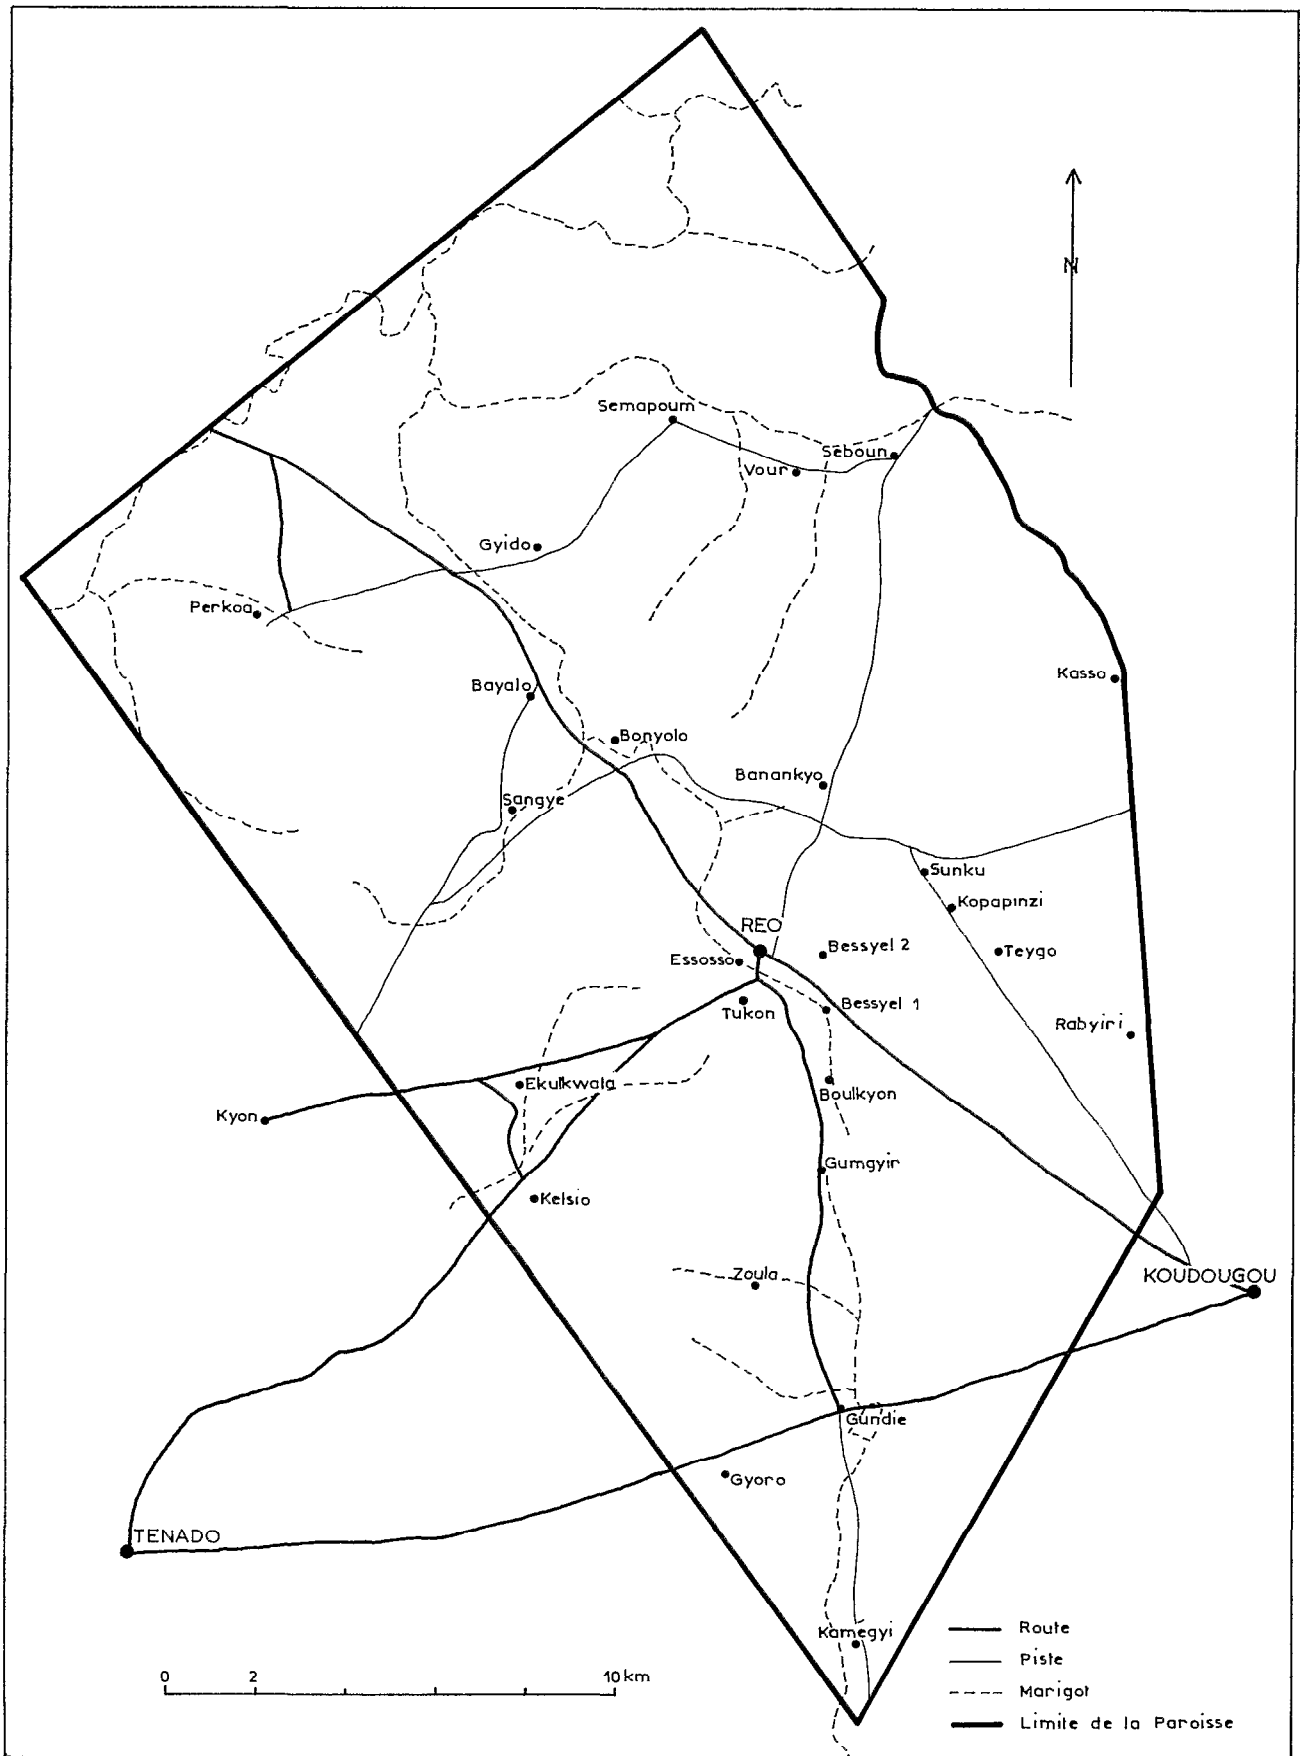 N
Semapoum
Seboun
Vour
Gyido
Perkoa
Kasso
Bayalo
Bonyolo
Banankyo
Sangye
Sunku
Kopapinzi
REO
Bessyel 2
Teygo
Essosso
Bessyel 1
Tukon
Rabyiri
Ekulkwala
Boulkyon
Kyon
Gumgyir
Kelsio
Zoula
KOUDOUGOU
Gundie
Gyoro
TENADO
Kamegyi
0 2 10 km
Route
Piste
Marigot
Limite de la Paroisse